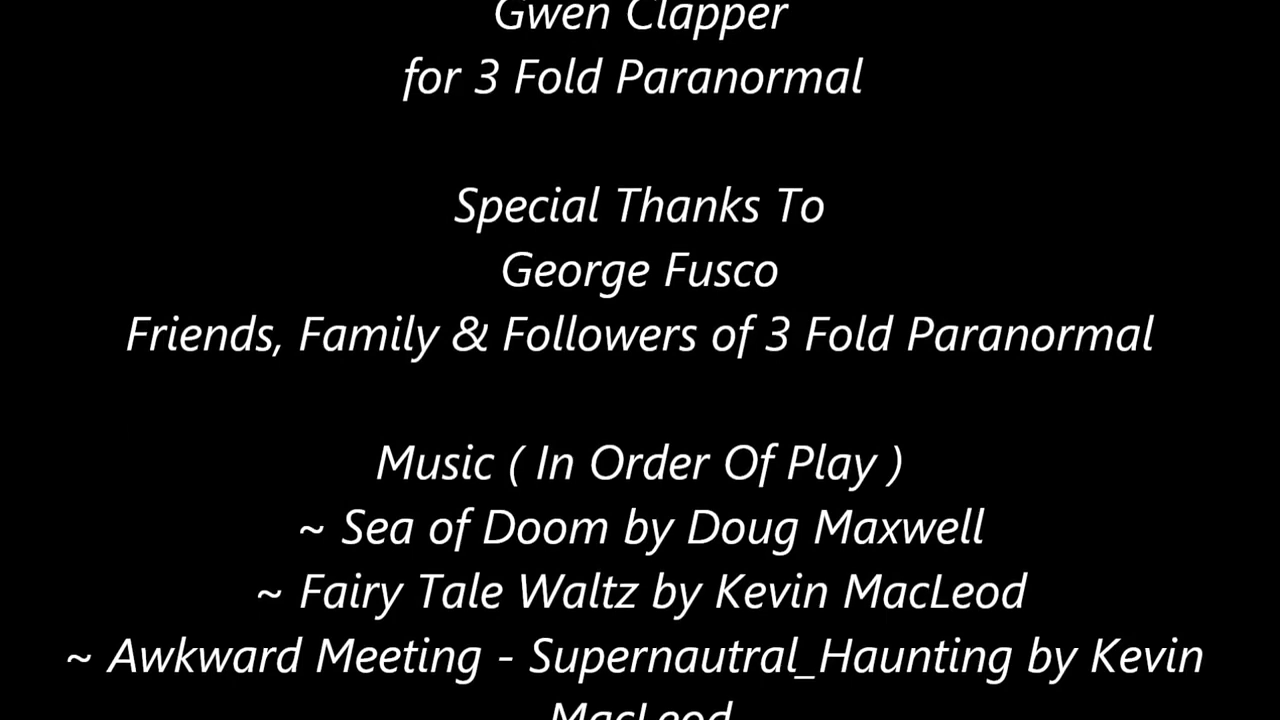 Gwen Clapper
for 3 Fold Paranormal
Special Thanks To
George Fusco
Friends, Family & Followers of 3 Fold Paranormal
Music ( In Order Of Play )
~ Sea of Doom by Doug Maxwell
~ Fairy Tale Waltz by Kevin MacLeod
~ Awkward Meeting - Supernautral_Haunting by Kevin
MacLeod